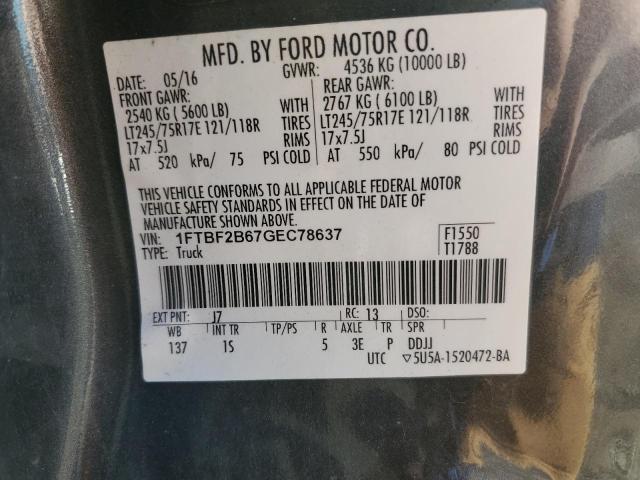 MFD. BY FORD MOTOR CO.
DATE: 05/16 GVWR: 4536 KG (10000 LB)
FRONT GAWR: REAR GAWR:
2540 KG ( 5600 LB) WITH 2767 KG ( 6100 LB) WITH
LT245/75R17E 121/118R TIRES LT245/75R17E 121/118R TIRES
17x7.5J RIMS 17x7.5J RIMS
AT 520 kPa/ 75 PSI COLD AT 550 kPa/ 80 PSI COLD
THIS VEHICLE CONFORMS TO ALL APPLICABLE FEDERAL MOTOR
VEHICLE SAFETY STANDARDS IN EFFECT ON THE DATE OF
MANUFACTURE SHOWN ABOVE.
VIN: 1FTBF2B67GEC78637 F1550
TYPE: Truck T1788
EXT PNT: J7 RC: 13 DSO:
WB INT TR TP/PS R AXLE TR SPR
137 1S 5 3E P DDJJ
UTC ▽5U5A-1520472-BA